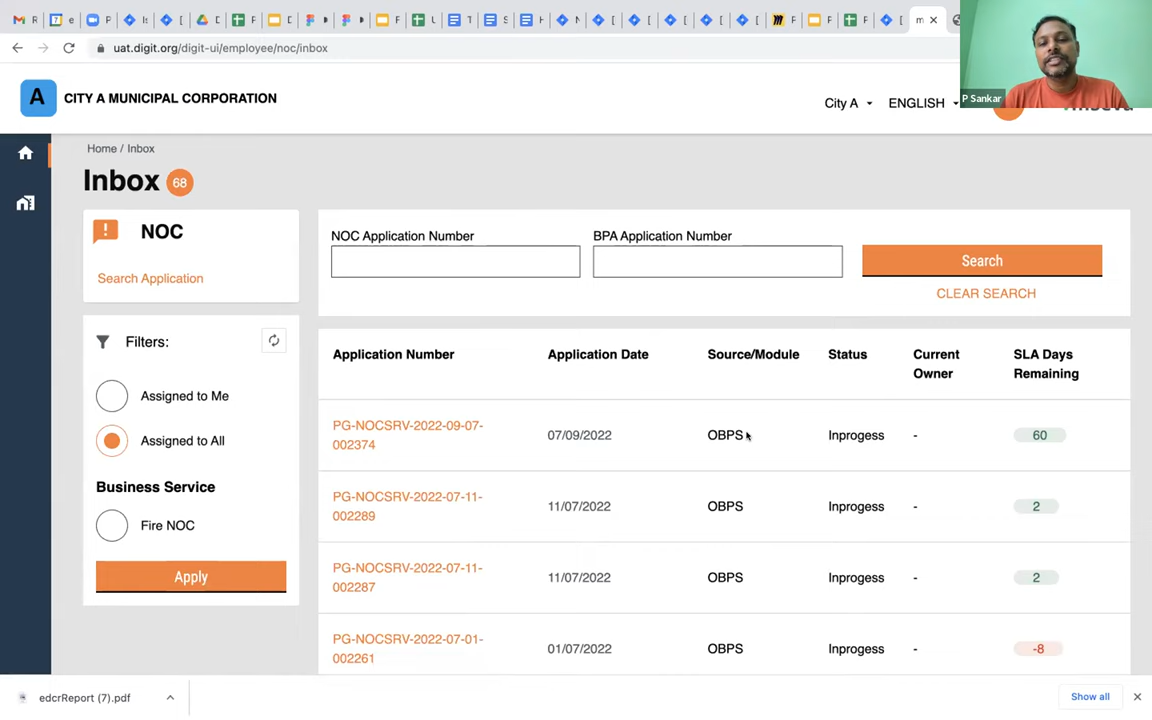 uat.digit.org/digit-ui/employee/noc/inbox
P Sankar
A
CITY A MUNICIPAL CORPORATION
City A
ENGLISH
Home / Inbox
Inbox 68
NOC
Search Application
NOC Application Number
BPA Application Number
Search
CLEAR SEARCH
Filters:
Assigned to Me
Assigned to All
Business Service
Fire NOC
Apply
Application Number Application Date Source/Module Status Current Owner SLA Days Remaining
PG-NOCSRV-2022-09-07-002374 07/09/2022 OBPS Inprogess - 60
PG-NOCSRV-2022-07-11-002289 11/07/2022 OBPS Inprogess - 2
PG-NOCSRV-2022-07-11-002287 11/07/2022 OBPS Inprogess - 2
PG-NOCSRV-2022-07-01-002261 01/07/2022 OBPS Inprogess - -8
edcrReport (7).pdf
Show all